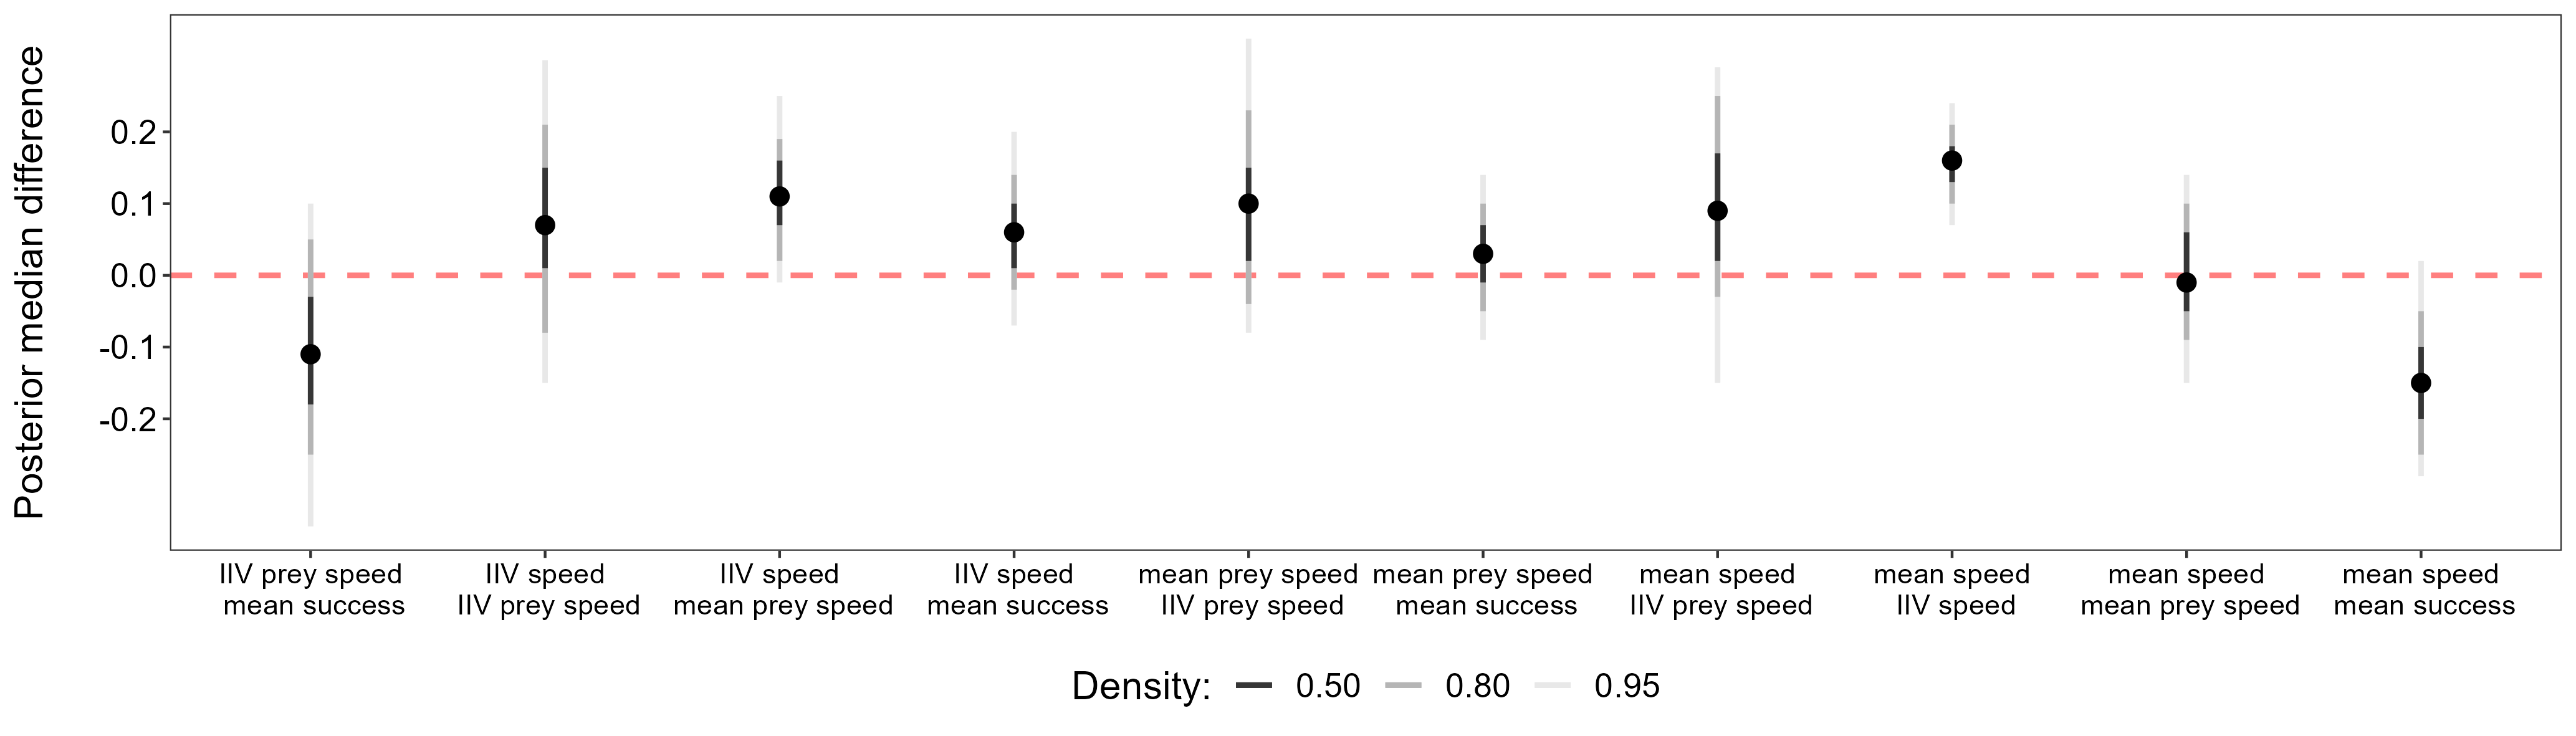 Posterior median difference
0.2
0.1
0.0
-0.1
-0.2
IIV prey speed
mean success
IIV speed
IIV prey speed
IIV speed
mean prey speed
IIV speed
mean success
mean prey speed
IIV prey speed
mean prey speed
mean success
mean speed
IIV prey speed
mean speed
IIV speed
mean speed
mean prey speed
mean speed
mean success
Density: 0.50 0.80 0.95